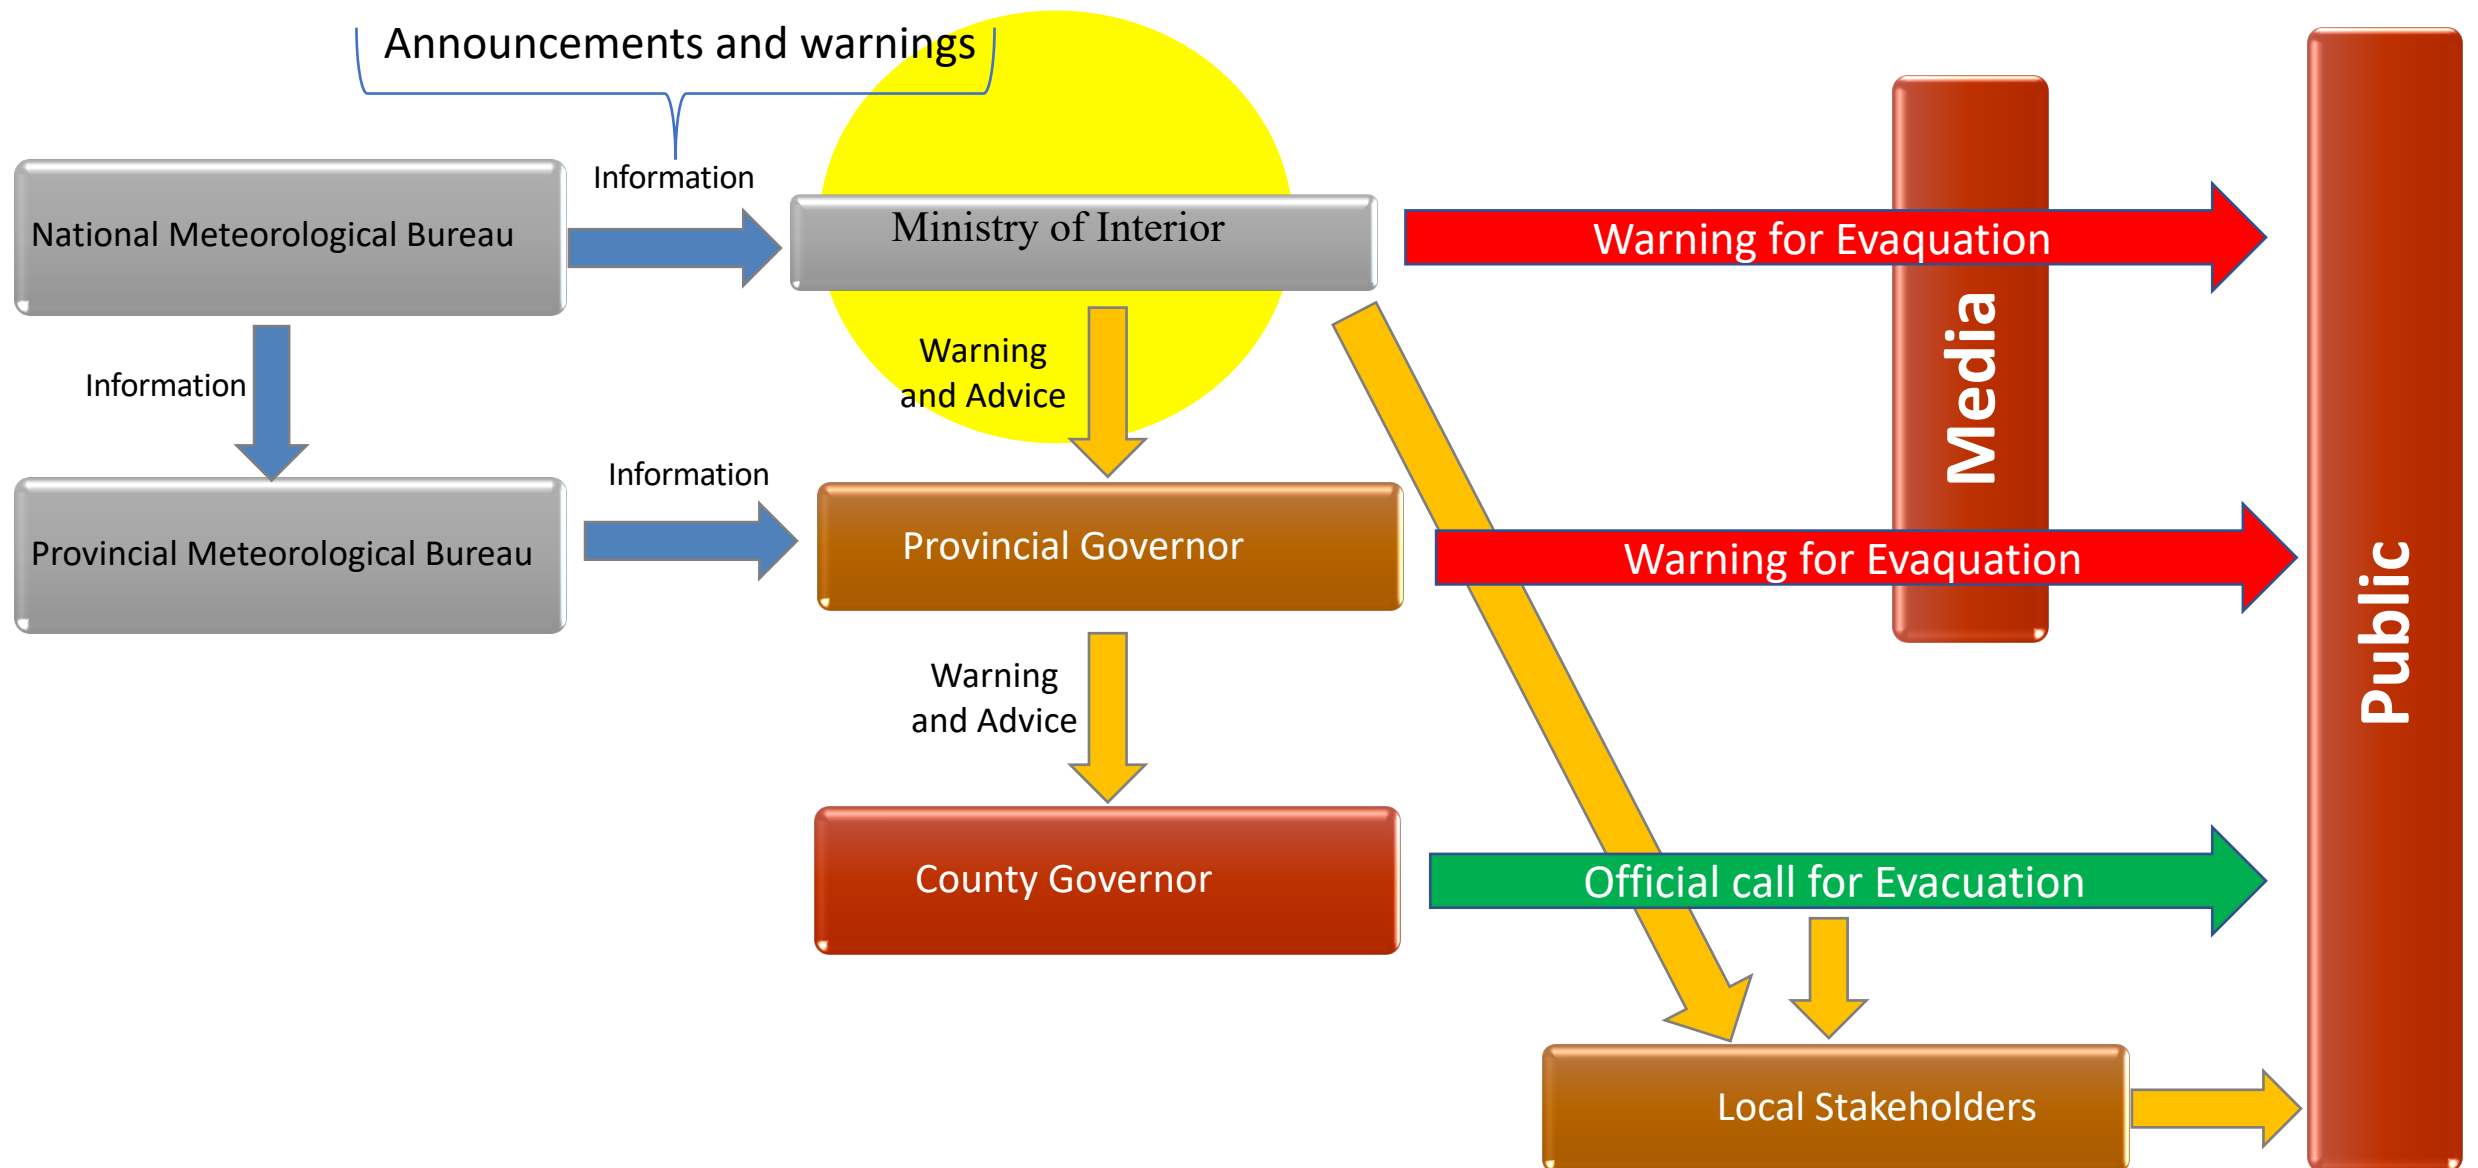 Announcements and warnings
Information
National Meteorological Bureau
Ministry of Interior
Warning for Evaquation
Media
Public
Information
Warning
and Advice
Information
Provincial Meteorological Bureau
Provincial Governor
Warning for Evaquation
Warning
and Advice
County Governor
Official call for Evacuation
Local Stakeholders